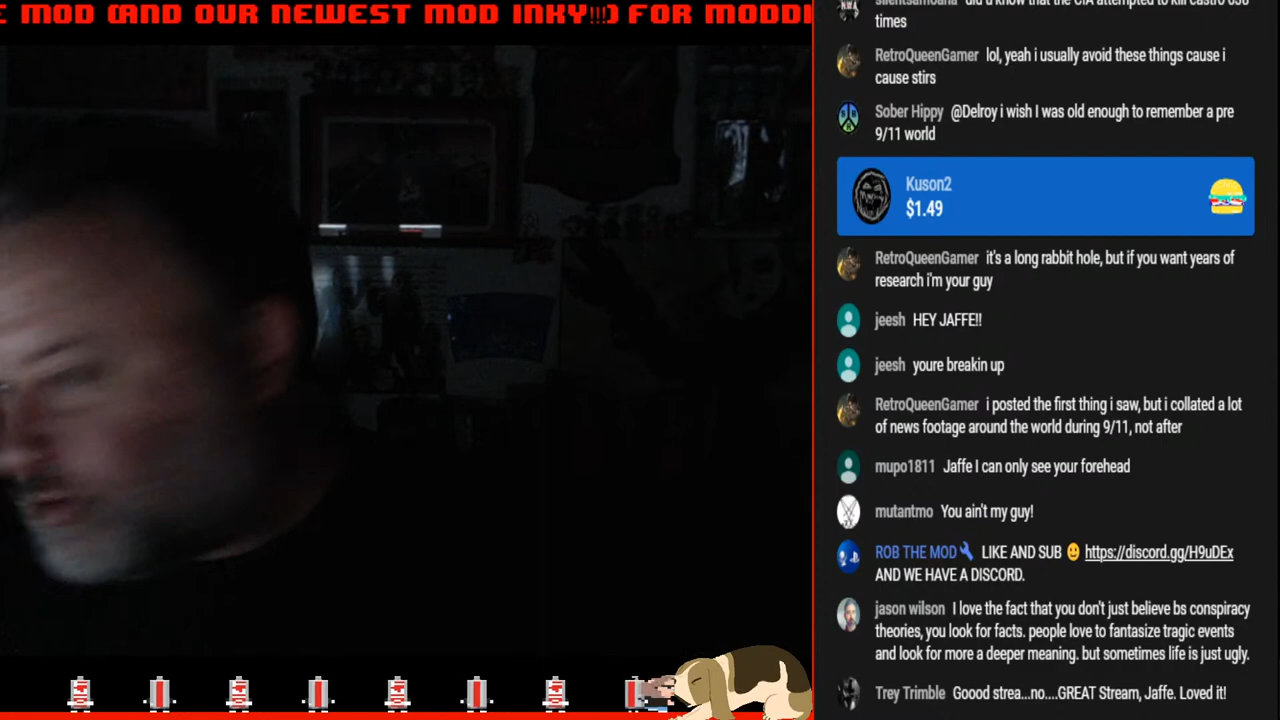 E MOD (AND OUR NEWEST MOD INKY!!!) FOR MODDI
times
RetroQueenGamer lol, yeah i usually avoid these things cause i
cause stirs
Sober Hippy @Delroy i wish I was old enough to remember a pre
9/11 world
Kuson2
$1.49
RetroQueenGamer it's a long rabbit hole, but if you want years of
research i'm your guy
jeesh HEY JAFFE!!
jeesh youre breakin up
RetroQueenGamer i posted the first thing i saw, but i collated a lot
of news footage around the world during 9/11, not after
mupo1811 Jaffe I can only see your forehead
mutantmo You ain't my guy!
ROB THE MOD LIKE AND SUB https://discord.gg/H9uDEx
AND WE HAVE A DISCORD.
jason wilson I love the fact that you don't just believe bs conspiracy
theories, you look for facts. people love to fantasize tragic events
and look for more a deeper meaning. but sometimes life is just ugly.
Trey Trimble Goood strea...no....GREAT Stream, Jaffe. Loved it!